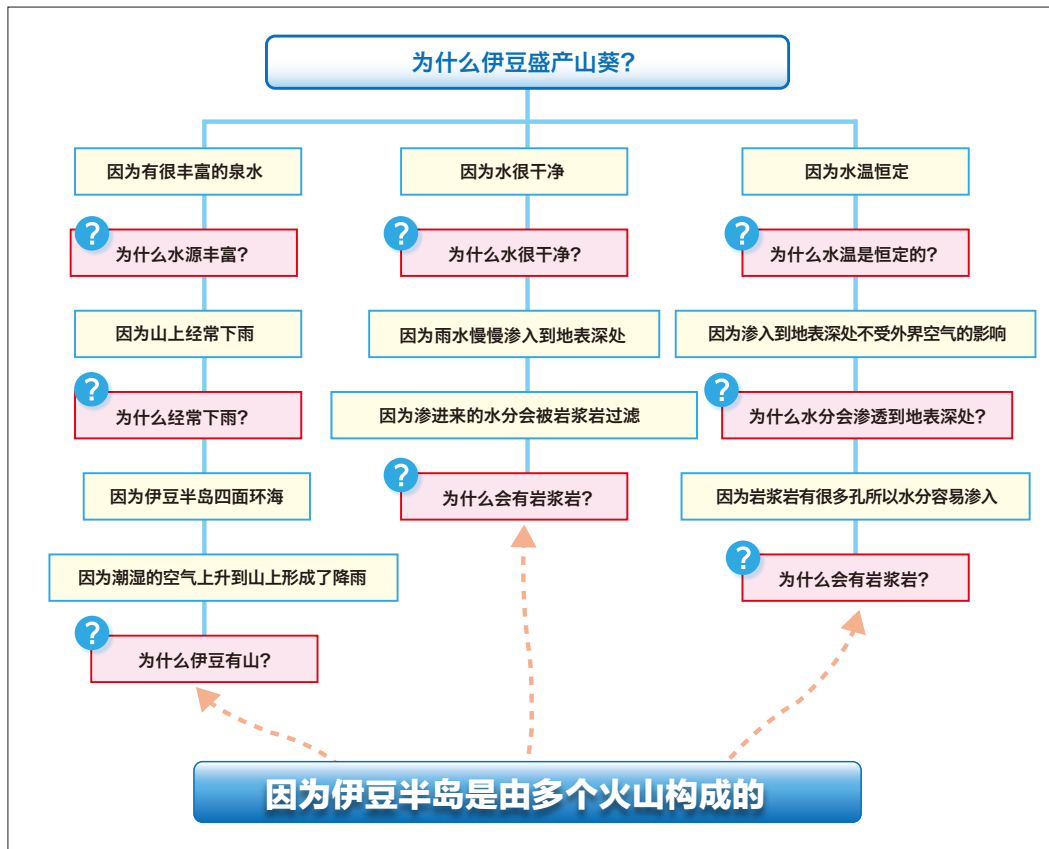 为什么伊豆盛产山葵?
因为有很丰富的泉水
?
为什么水源丰富?
因为山上经常下雨
?
为什么经常下雨?
因为伊豆半岛四面环海
因为潮湿的空气上升到山上形成了降雨
?
为什么伊豆有山?
因为水很干净
?
为什么水很干净?
因为雨水慢慢渗入到地表深处
因为渗进来的水分会被岩浆岩过滤
?
为什么会有岩浆岩?
因为水温恒定
?
为什么水温是恒定的?
因为渗入到地表深处不受外界空气的影响
?
为什么水分会渗透到地表深处?
因为岩浆岩有很多孔所以水分容易渗入
?
为什么会有岩浆岩?
因为伊豆半岛是由多个火山构成的